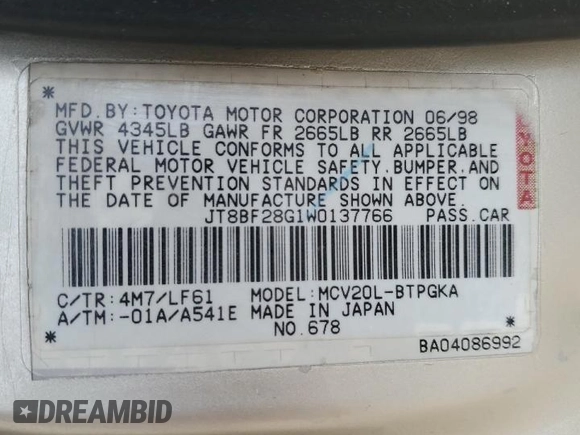 MFD. BY: TOYOTA MOTOR CORPORATION 06/98
GVWR 4345LB GAWR FR 2665LB RR 2665LB
THIS VEHICLE CONFORMS TO ALL APPLICABLE
FEDERAL MOTOR VEHICLE SAFETY, BUMPER, AND
THEFT PREVENTION STANDARDS IN EFFECT ON
THE DATE OF MANUFACTURE SHOWN ABOVE.
JT8BF28G1W0137766 PASS. CAR
C/TR: 4M7/LF61 MODEL: MCV20L-BTPGKA
A/TM: -01A/A541E MADE IN JAPAN
NO. 678
BA04086992
DREAMBID